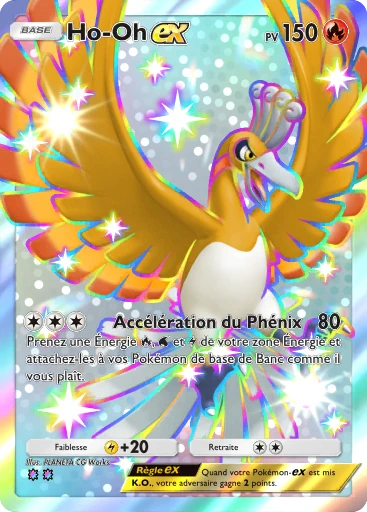 BASE Ho-Oh ex PV 150
Accélération du Phénix 80
Prenez une Énergie , et de votre zone Énergie et
attachez-les à vos Pokémon de base de Banc comme il
vous plaît.
Faiblesse +20 Retraite
Illus. PLANETA CG Works
Règle ex Quand votre Pokémon-ex est mis
K.O., votre adversaire gagne 2 points.